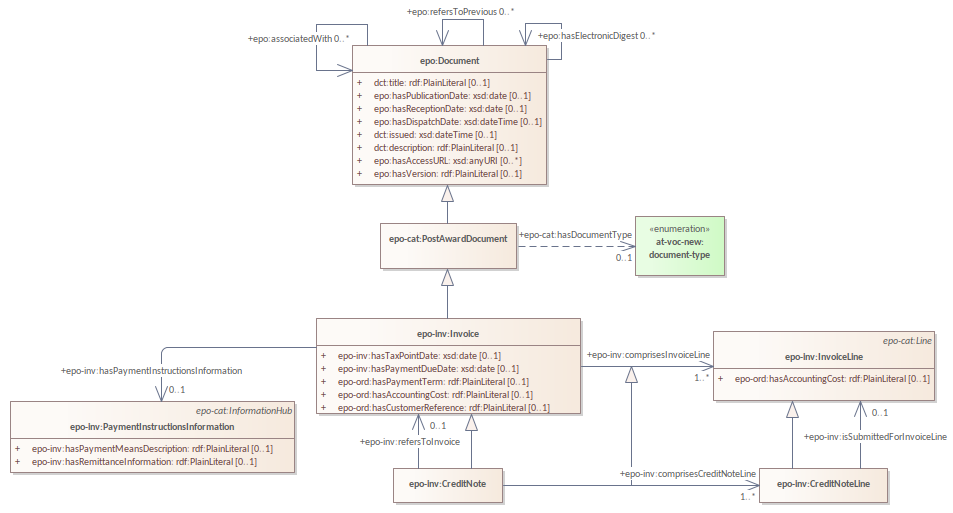 +epo:refersToPrevious 0..*
+epo:associatedWith 0..*
+epo:hasElectronicDigest 0..*
epo:Document
+ dct:title: rdf:PlainLiteral [0..1]
+ epo:hasPublicationDate: xsd:date [0..1]
+ epo:hasReceptionDate: xsd:date [0..1]
+ epo:hasDispatchDate: xsd:dateTime [0..1]
+ dct:issued: xsd:dateTime [0..1]
+ dct:description: rdf:PlainLiteral [0..1]
+ epo:hasAccessURL: xsd:anyURI [0..*]
+ epo:hasVersion: rdf:PlainLiteral [0..1]
epo-cat:PostAwardDocument
+epo-cat:hasDocumentType
0..1
«enumeration»
at-voc-new:
document-type
epo-inv:Invoice
+ epo-inv:hasTaxPointDate: xsd:date [0..1]
+ epo-inv:hasPaymentDueDate: xsd:date [0..1]
+ epo-ord:hasPaymentTerm: rdf:PlainLiteral [0..1]
+ epo-ord:hasAccountingCost: rdf:PlainLiteral [0..1]
+ epo-ord:hasCustomerReference: rdf:PlainLiteral [0..1]
+epo-inv:comprisesInvoiceLine
1..*
epo-cat:Line
epo-inv:InvoiceLine
+ epo-ord:hasAccountingCost: rdf:PlainLiteral [0..1]
+epo-inv:hasPaymentInstructionsInformation
0..1
epo-cat:InformationHub
epo-inv:PaymentInstructionsInformation
+ epo-inv:hasPaymentMeansDescription: rdf:PlainLiteral [0..1]
+ epo-inv:hasRemittanceInformation: rdf:PlainLiteral [0..1]
0..1
+epo-inv:refersToInvoice
0..1
+epo-inv:isSubmittedForInvoiceLine
epo-inv:CreditNote
+epo-inv:comprisesCreditNoteLine
1..*
epo-inv:CreditNoteLine